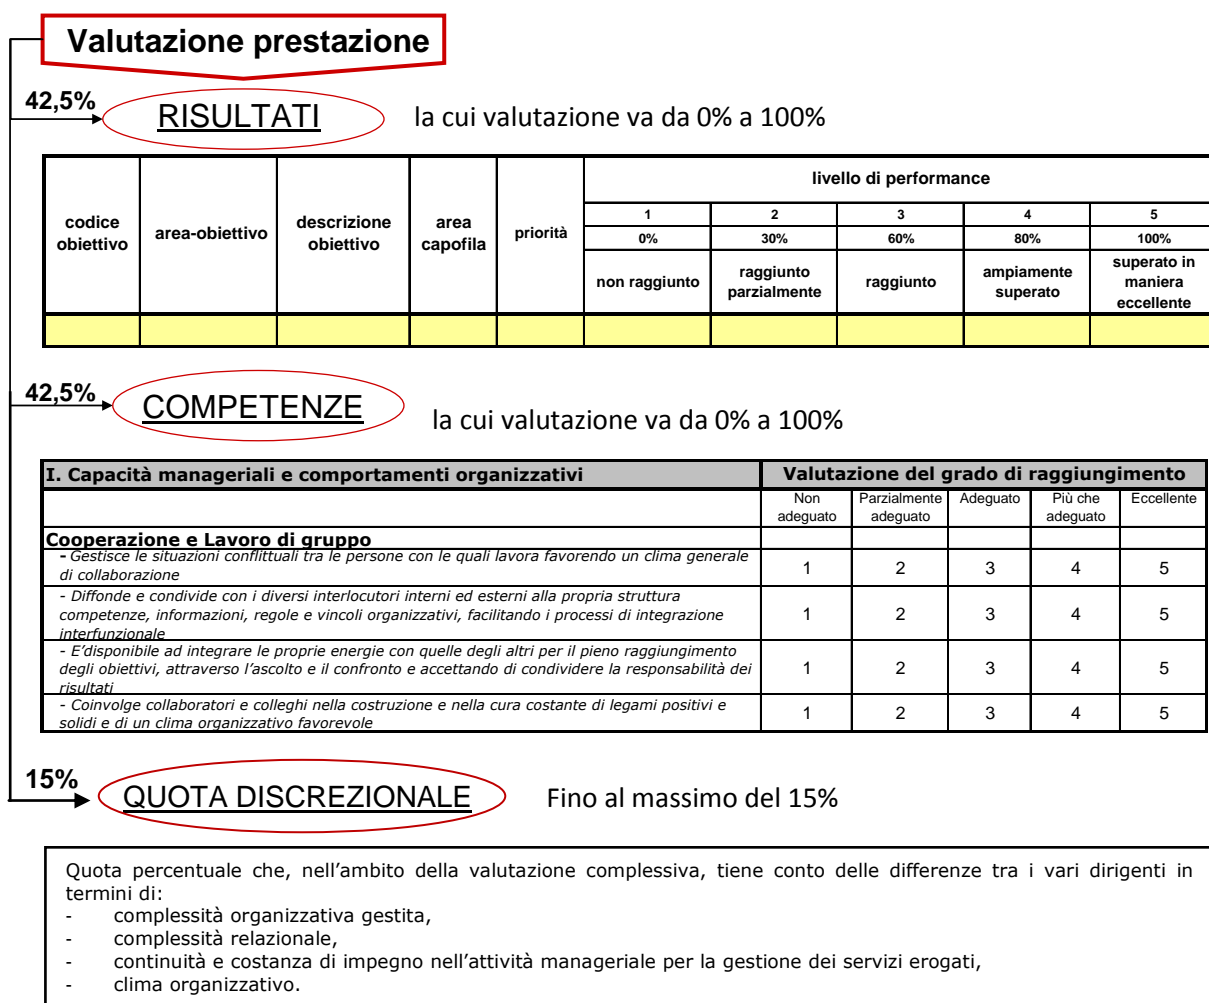 Valutazione prestazione
42,5%
RISULTATI
la cui valutazione va da 0% a 100%
codice obiettivo
area-obiettivo
descrizione obiettivo
area capofila
priorità
livello di performance
1 2 3 4 5
0% 30% 60% 80% 100%
non raggiunto
raggiunto parzialmente
raggiunto
ampiamente superato
superato in maniera eccellente
42,5%
COMPETENZE
la cui valutazione va da 0% a 100%
I. Capacità manageriali e comportamenti organizzativi
Valutazione del grado di raggiungimento
Non adeguato
Parzialmente adeguato
Adeguato
Più che adeguato
Eccellente
Cooperazione e Lavoro di gruppo
- Gestisce le situazioni conflittuali tra le persone con le quali lavora favorendo un clima generale
di collaborazione
1 2 3 4 5
- Diffonde e condivide con i diversi interlocutori interni ed esterni alla propria struttura
competenze, informazioni, regole e vincoli organizzativi, facilitando i processi di integrazione
interfunzionale
1 2 3 4 5
- E'disponibile ad integrare le proprie energie con quelle degli altri per il pieno raggiungimento
degli obiettivi, attraverso l'ascolto e il confronto e accettando di condividere la responsabilità dei
risultati
1 2 3 4 5
- Coinvolge collaboratori e colleghi nella costruzione e nella cura costante di legami positivi e
solidi e di un clima organizzativo favorevole
1 2 3 4 5
15%
QUOTA DISCREZIONALE
Fino al massimo del 15%
Quota percentuale che, nell'ambito della valutazione complessiva, tiene conto delle differenze tra i vari dirigenti in
termini di:
- complessità organizzativa gestita,
- complessità relazionale,
- continuità e costanza di impegno nell'attività manageriale per la gestione dei servizi erogati,
- clima organizzativo.